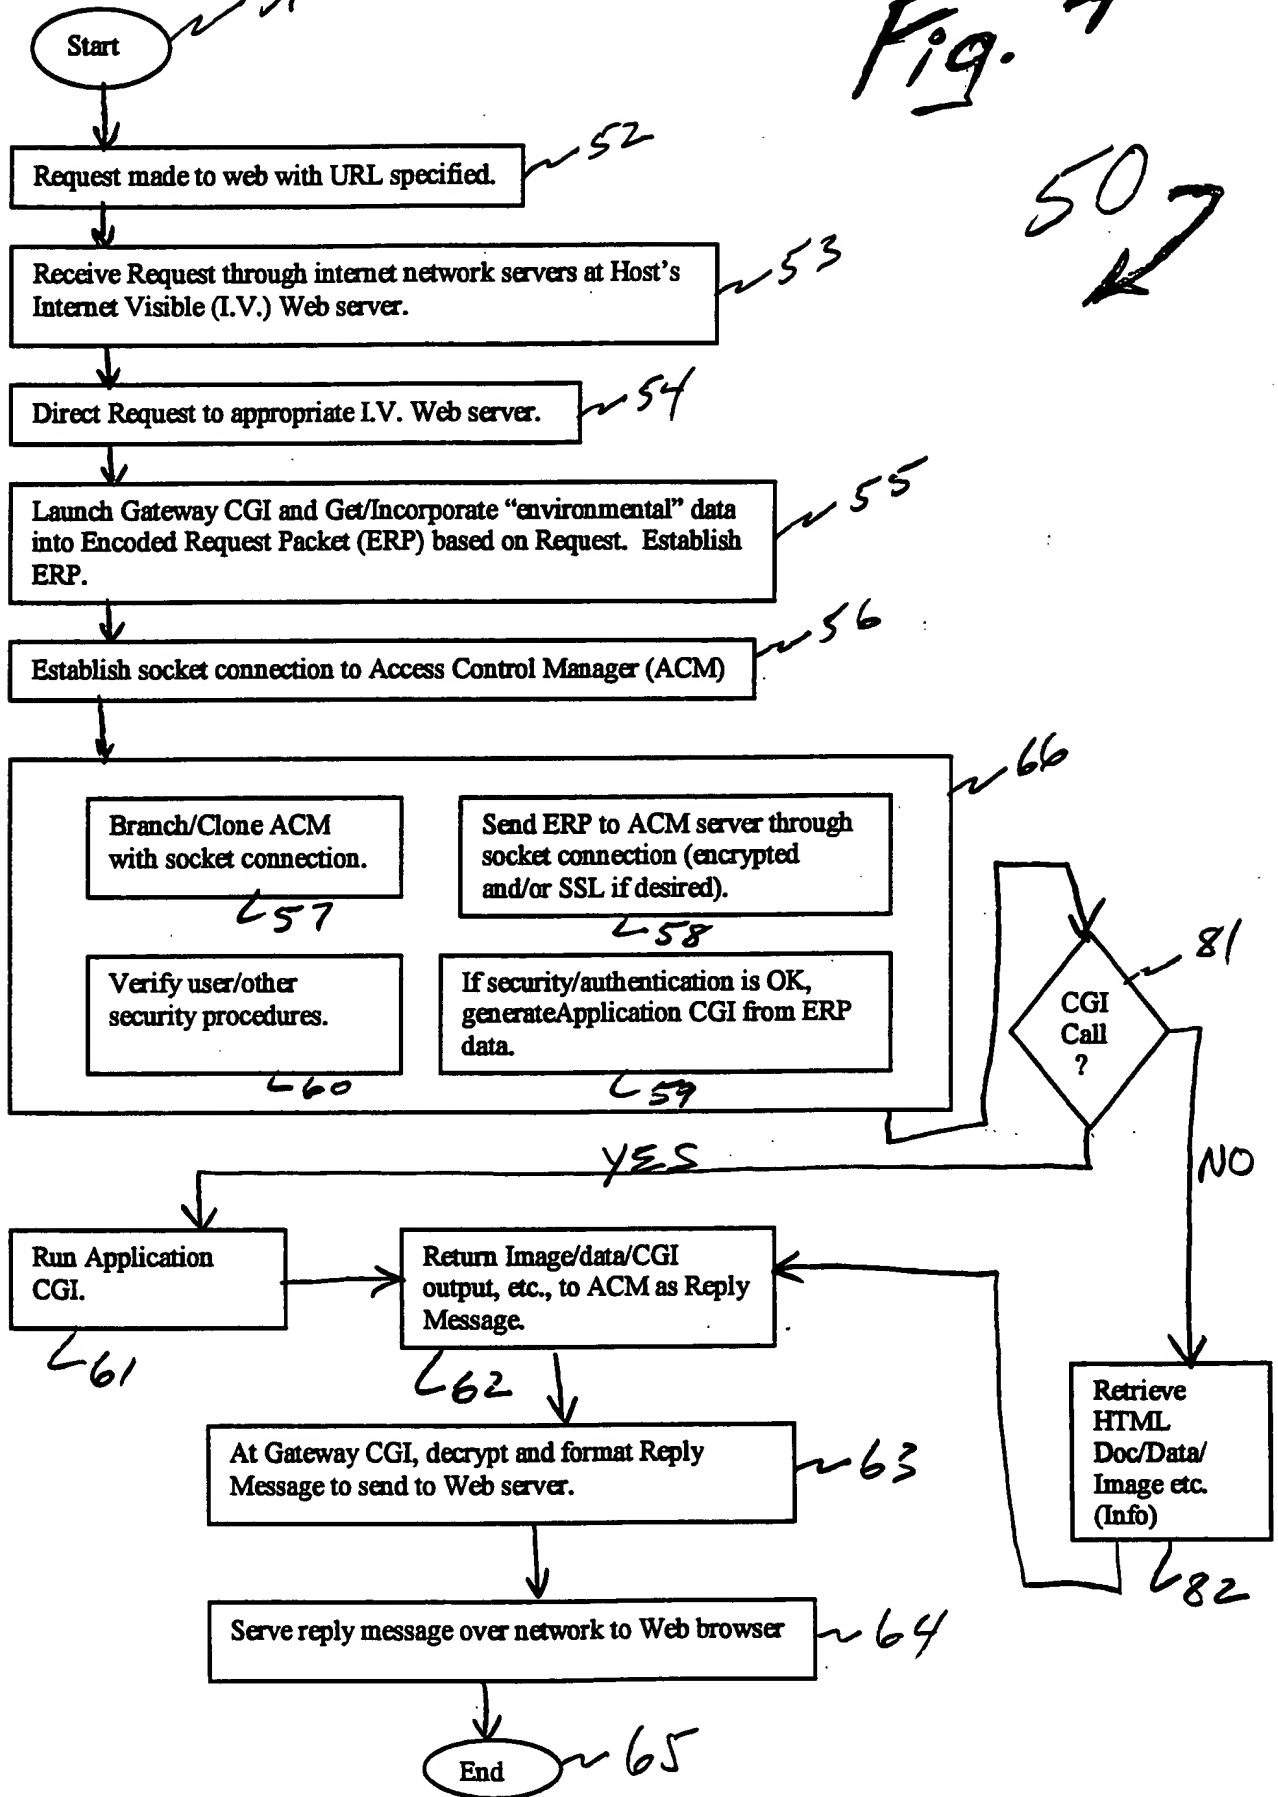 Start
Fig.
50
Request made to web with URL specified.
52
Receive Request through internet network servers at Host's
Internet Visible (I.V.) Web server.
53
Direct Request to appropriate I.V. Web server.
54
Launch Gateway CGI and Get/Incorporate “environmental” data
into Encoded Request Packet (ERP) based on Request. Establish
ERP.
55
Establish socket connection to Access Control Manager (ACM)
56
66
Branch/Clone ACM
with socket connection.
57
Send ERP to ACM server through
socket connection (encrypted
and/or SSL if desired).
58
Verify user/other
security procedures.
60
If security/authentication is OK,
generateApplication CGI from ERP
data.
59
CGI
Call
?
81
YES
NO
Run Application
CGI.
61
Return Image/data/CGI
output, etc., to ACM as Reply
Message.
62
Retrieve
HTML
Doc/Data/
Image etc.
(Info)
82
At Gateway CGI, decrypt and format Reply
Message to send to Web server.
63
Serve reply message over network to Web browser
64
End
65